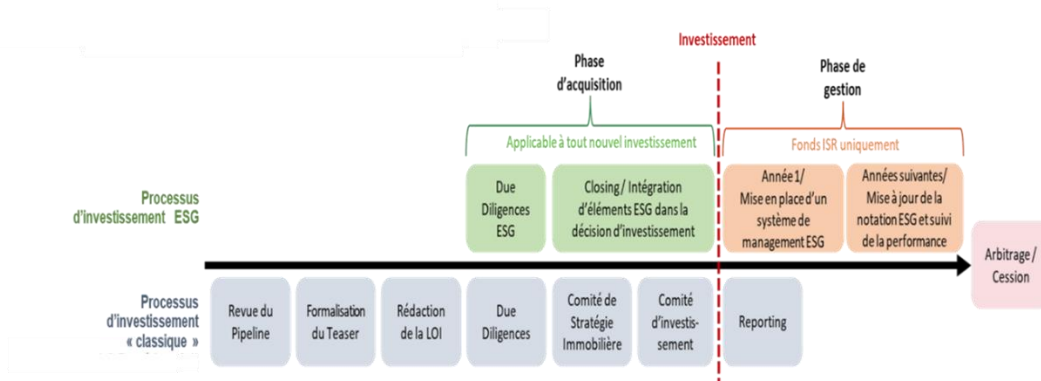 Investissement
Phase
d'acquisition
Phase de
gestion
Applicable à tout nouvel investissement
Fonds ISR uniquement
Processus
d'investissement ESG
Due
Diligences
ESG
Closing / Intégration
d'éléments ESG dans la
décision d'investissement
Année 1/
Mise en place d'un
système de
management ESG
Années suivantes/
Mise à jour de la
notation ESG et suivi
de la performance
Arbitrage /
Cession
Processus
d'investissement
« classique »
Revue du
Pipeline
Formalisation
du Teaser
Rédaction
de la LOI
Due
Diligences
Comité de
Stratégie
Immobilière
Comité
d'investis-
sement
Reporting